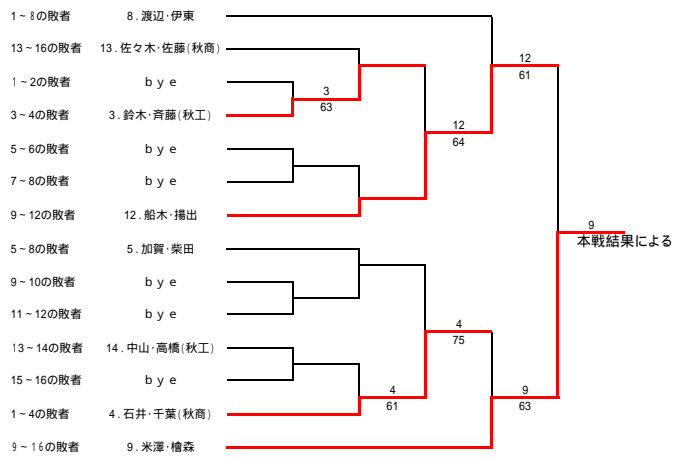 1~8の敗者 8.渡辺・伊東
12
61
13~16の敗者 13.佐々木・佐藤(秋商)
1~2の敗者 bye
3
63
3~4の敗者 3.鈴木・斉藤(秋工)
12
64
5~6の敗者 bye
7~8の敗者 bye
9~12の敗者 12.船木・揚出
9
本戦結果による
5~8の敗者 5.加賀・柴田
9~10の敗者 bye
11~12の敗者 bye
4
75
13~14の敗者 14.中山・高橋(秋工)
15~16の敗者 bye
4
61
9
63
1~4の敗者 4.石井・千葉(秋商)
9~16の敗者 9.米澤・檜森